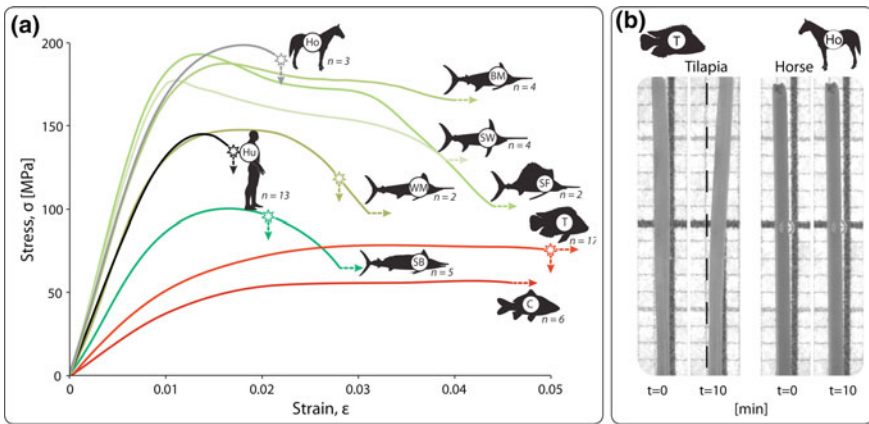 (a)
200
150
100
50
0
Stress, σ [MPa]
0
0.01
0.02
0.03
0.04
0.05
Strain, ε
Ho
n = 3
BM
n = 4
SW
n = 4
Hu
n = 13
WM
n = 2
SF
n = 2
T
n = 17
SB
n = 5
C
n = 6
(b)
T
Ho
Tilapia
Horse
t=0
t=10
t=0
t=10
[min]